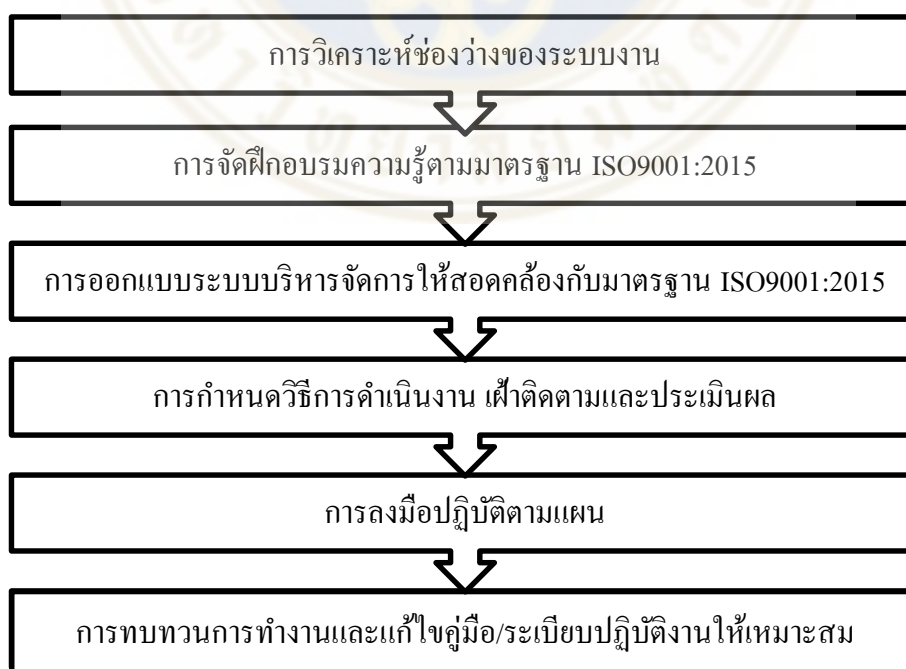 การวิเคราะห์ช่องว่างของระบบงาน
การจัดฝึกอบรมความรู้ตามมาตรฐาน ISO9001:2015
การออกแบบระบบบริหารจัดการให้สอดคล้องกับมาตรฐาน ISO9001:2015
การกำหนดวิธีการดำเนินงาน เฝ้าติดตามและประเมินผล
การลงมือปฏิบัติตามแผน
การทบทวนการทำงานและแก้ไขคู่มือ/ระเบียบปฏิบัติงานให้เหมาะสม